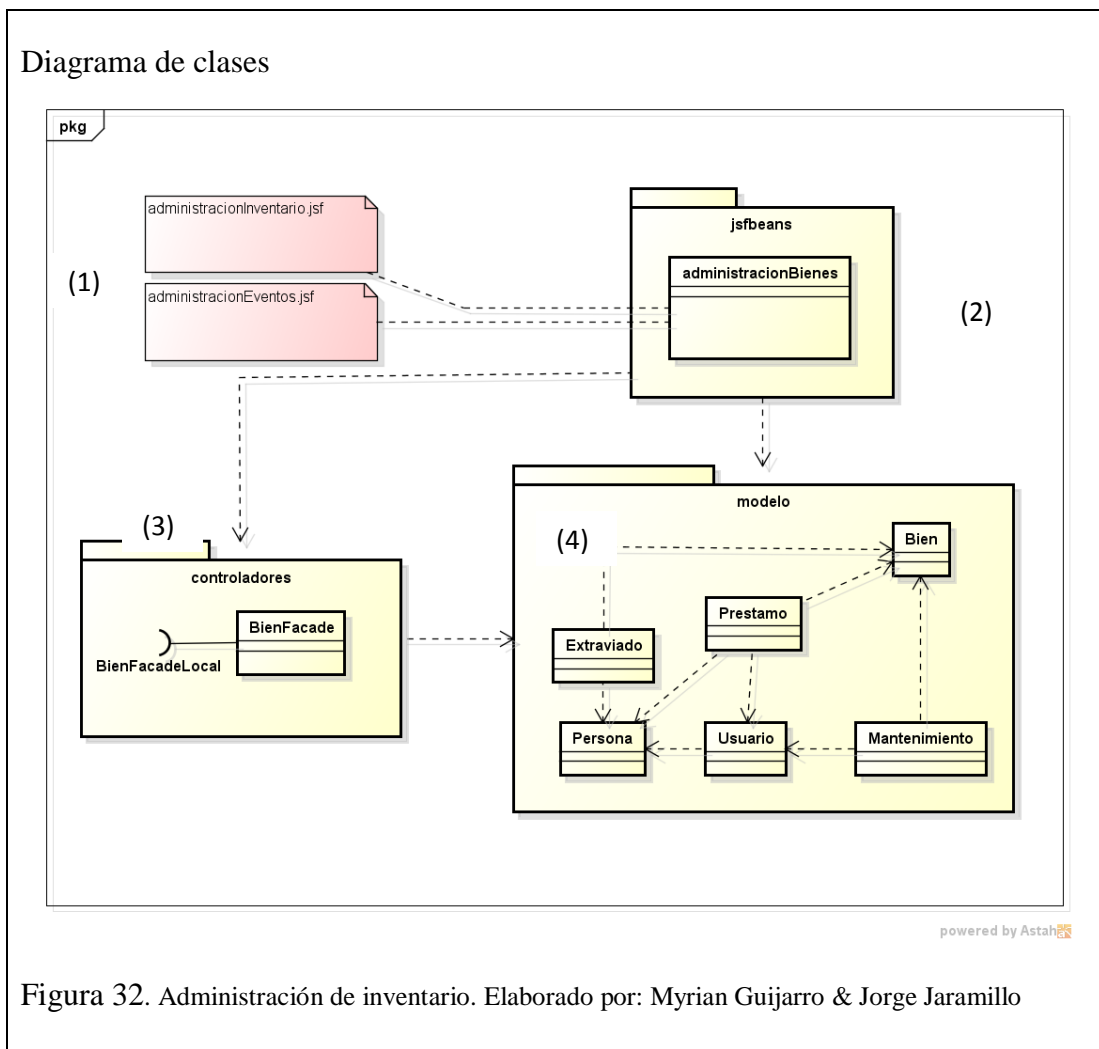 Diagrama de clases
pkg
administracionInventario.jsf
(1)
administracionEventos.jsf
jsfbeans
administracionBienes
(2)
(3)
controladores
BienFacade
BienFacadeLocal
modelo
(4)
Bien
Prestamo
Extraviado
Persona
Usuario
Mantenimiento
powered by Astah
Figura 32. Administración de inventario. Elaborado por: Myrian Guijarro & Jorge Jaramillo